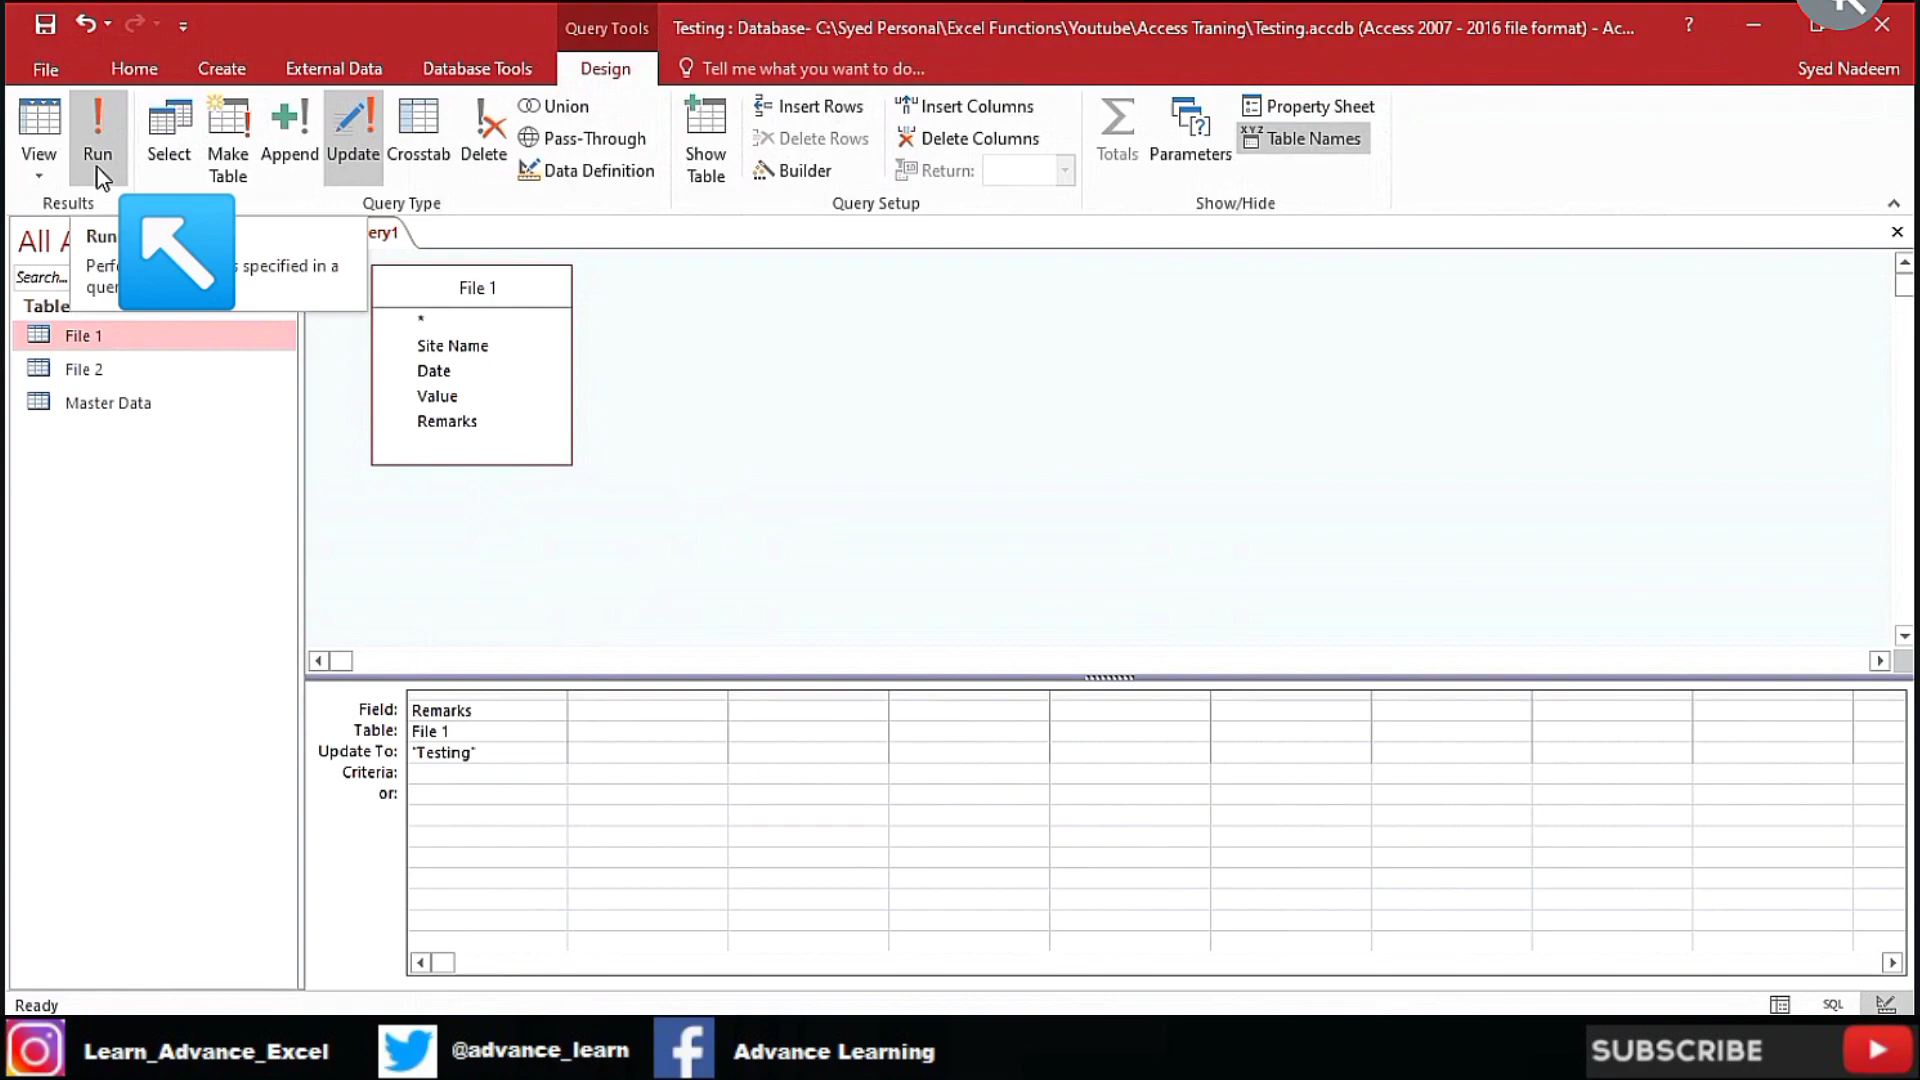 Query Tools
Testing : Database- C:\Syed Personal\Excel Functions\Youtube\Access Traning\Testing.accdb (Access 2007 - 2016 file format) - Ac...
?
File
Home
Create
External Data
Database Tools
Design
Tell me what you want to do...
Syed Nadeem
View
Run
Select
Make Table
Append
Update
Crosstab
Delete
Union
Pass-Through
Data Definition
Show Table
Insert Rows
Delete Rows
Builder
Insert Columns
Delete Columns
Return:
Totals
Parameters
Property Sheet
Table Names
Results
Query Type
Query Setup
Show/Hide
All
Run
specified in a
Search...
File 1
File 2
Master Data
File 1
*
Site Name
Date
Value
Remarks
Field: Remarks
Table: File 1
Update To: "Testing"
Criteria:
or:
Ready
SQL
Learn_Advance_Excel
@advance_learn
Advance Learning
SUBSCRIBE